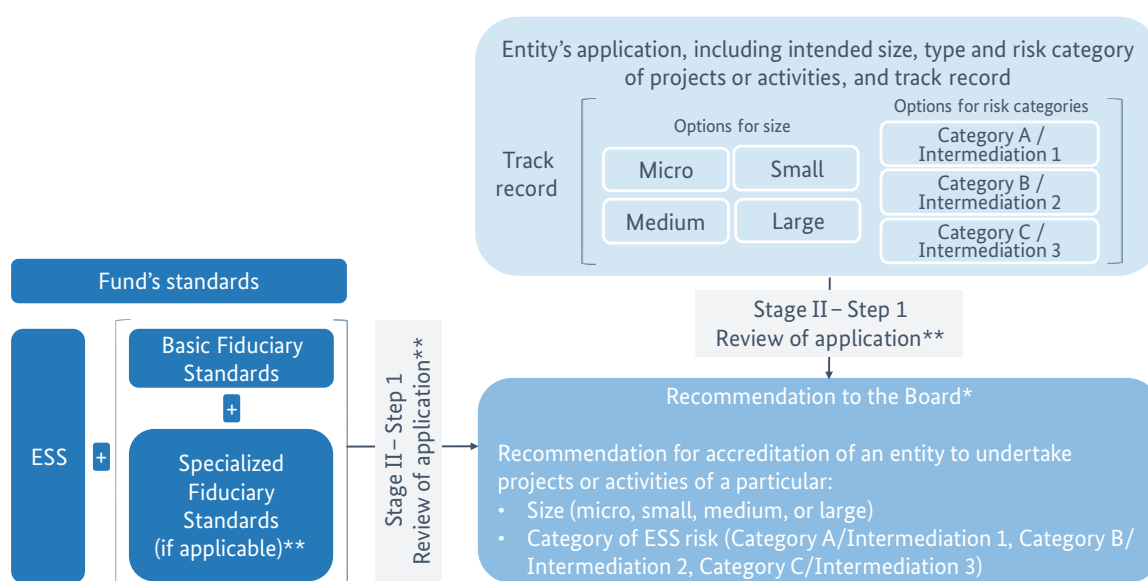 Entity's application, including intended size, type and risk category
of projects or activities, and track record
Options for risk categories
Options for size
Track
record
Micro
Small
Medium
Large
Category A /
Intermediation 1
Category B /
Intermediation 2
Category C /
Intermediation 3
Fund's standards
ESS
+
Basic Fiduciary
Standards
+
Specialized
Fiduciary
Standards
(if applicable)**
Stage II – Step 1
Review of application**
Stage II – Step 1
Review of application**
Recommendation to the Board*
Recommendation for accreditation of an entity to undertake
projects or activities of a particular:
• Size (micro, small, medium, or large)
• Category of ESS risk (Category A/Intermediation 1, Category B/
Intermediation 2, Category C/Intermediation 3)